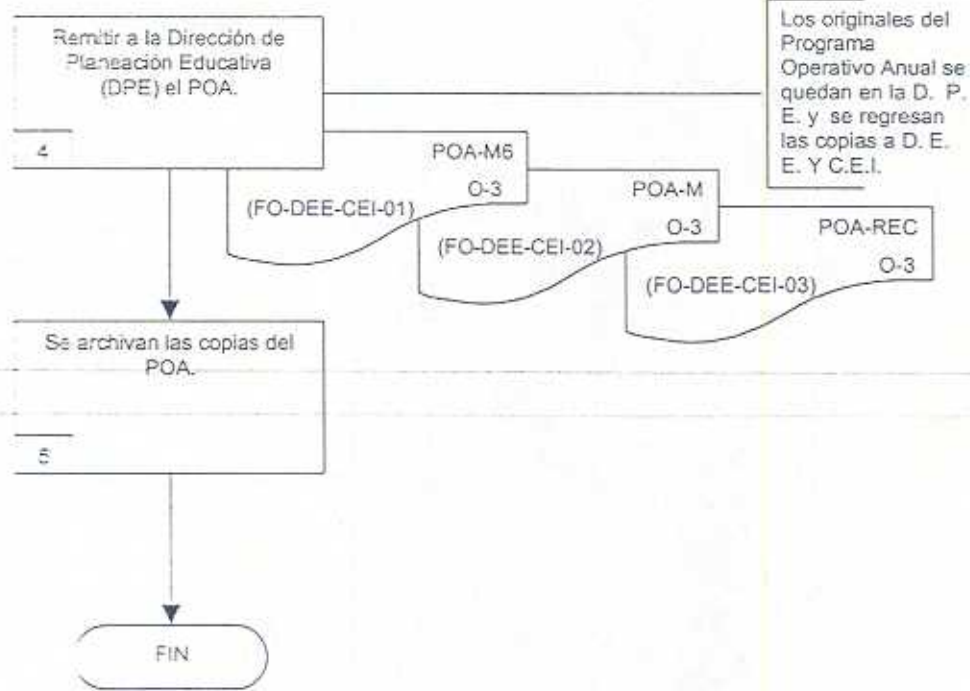 Remitir a la Dirección de
Planeación Educativa
(DPE) el POA.
4
Los originales del
Programa
Operativo Anual se
quedan en la D. P.
E. y se regresan
las copias a D. E.
E. Y C.E.I.
POA-M6
O-3
(FO-DEE-CEI-01)
POA-M
O-3
(FO-DEE-CEI-02)
POA-REC
O-3
(FO-DEE-CEI-03)
Se archivan las copias del
POA.
5
FIN